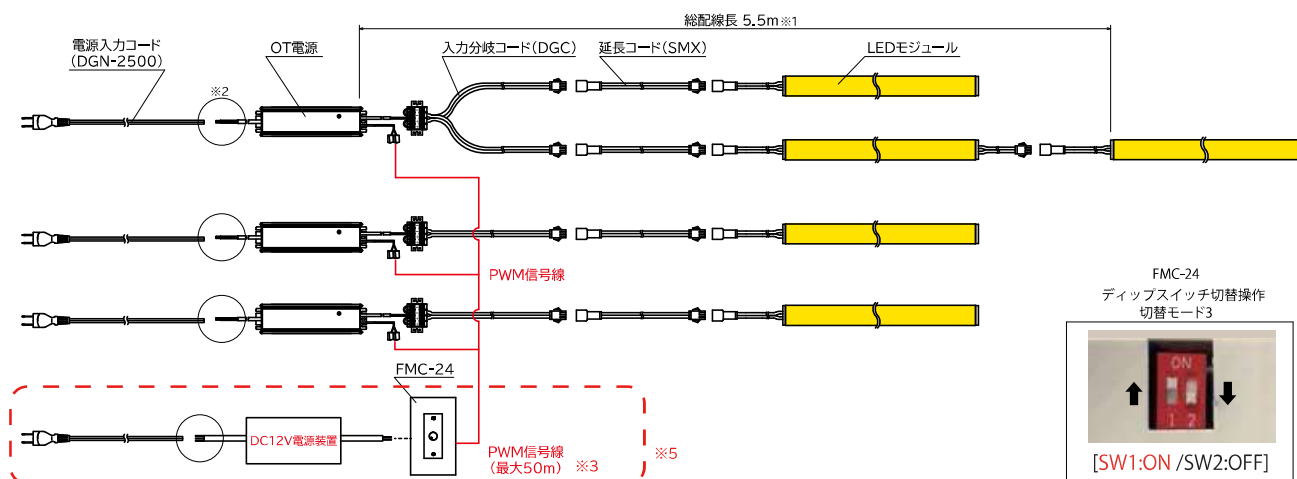 総配線長 5.5m※1
電源入力コード
(DGN-2500)
※2
OT電源
入力分岐コード(DGC)
延長コード(SMX)
LEDモジュール
PWM信号線
FMC-24
ディップスイッチ切替操作
切替モード3
ON
1 2
[SW1:ON /SW2:OFF]
FMC-24
DC12V電源装置
PWM信号線
(最大50m) ※3
※5